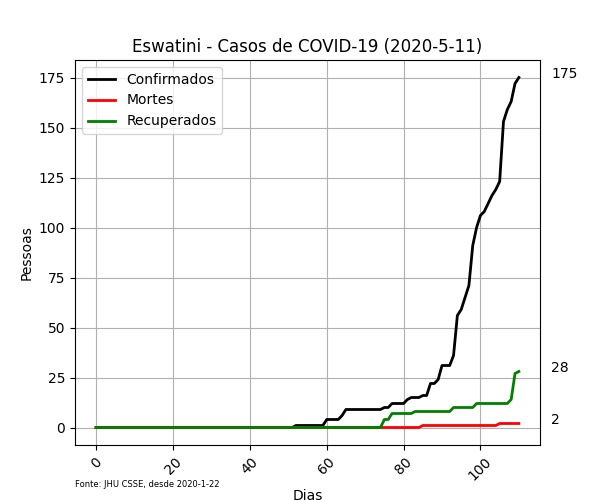 Eswatini - Casos de COVID-19 (2020-5-11)
Confirmados
Mortes
Recuperados
175
150
125
100
75
50
25
0
Pessoas
175
28
2
0
20
40
60
80
100
Fonte: JHU CSSE, desde 2020-1-22
Dias